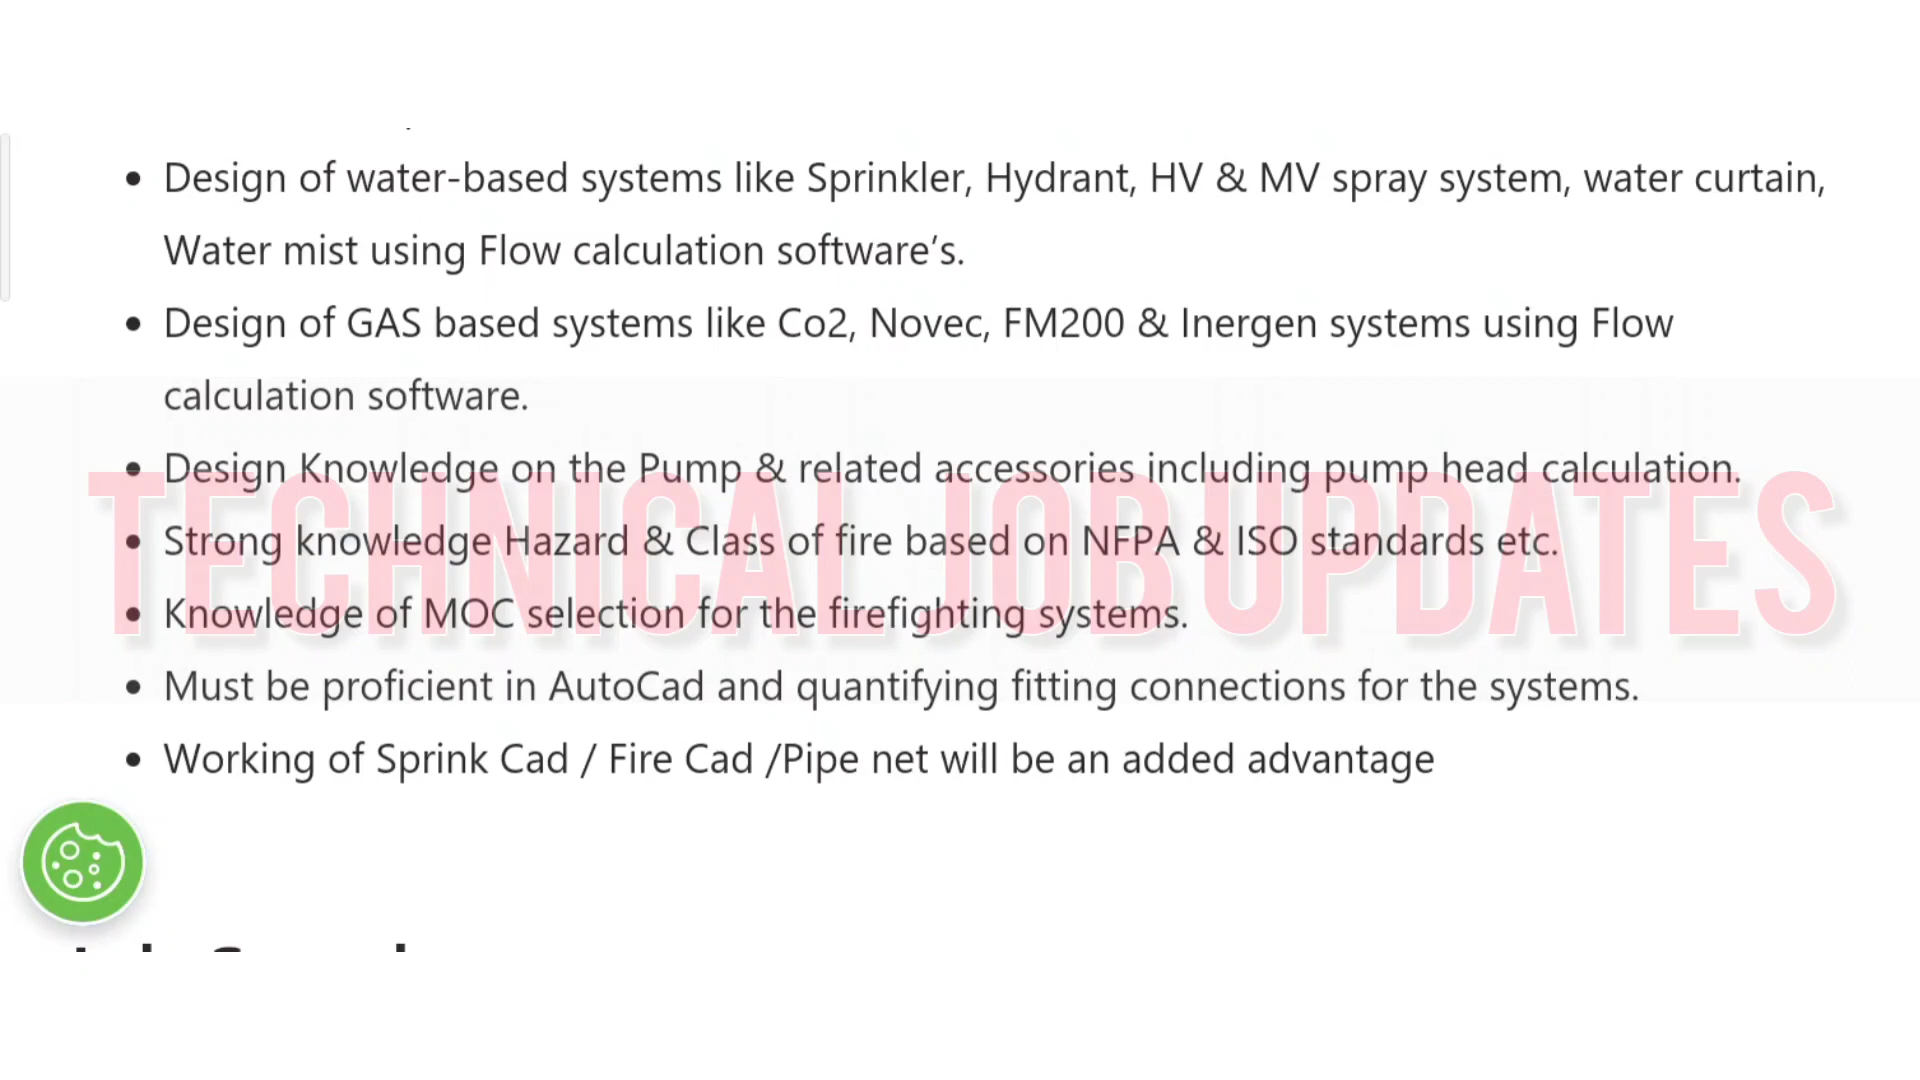 • Design of water-based systems like Sprinkler, Hydrant, HV & MV spray system, water curtain,
Water mist using Flow calculation software’s.
• Design of GAS based systems like Co2, Novec, FM200 & Inergen systems using Flow
calculation software.
• Design Knowledge on the Pump & related accessories including pump head calculation.
• Strong knowledge Hazard & Class of fire based on NFPA & ISO standards etc.
TECHNICAL JOB UPDATES
• Knowledge of MOC selection for the firefighting systems.
• Must be proficient in AutoCad and quantifying fitting connections for the systems.
• Working of Sprink Cad / Fire Cad /Pipe net will be an added advantage